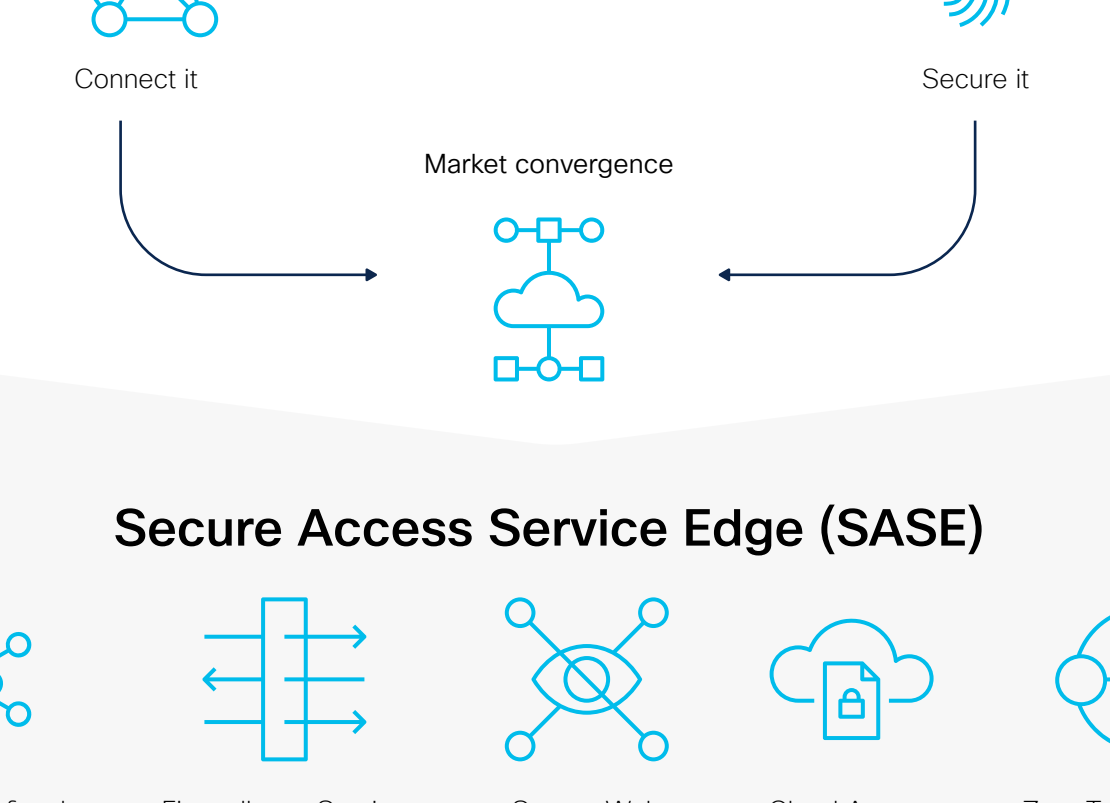 Connect it
Secure it
Market convergence
Secure Access Service Edge (SASE)